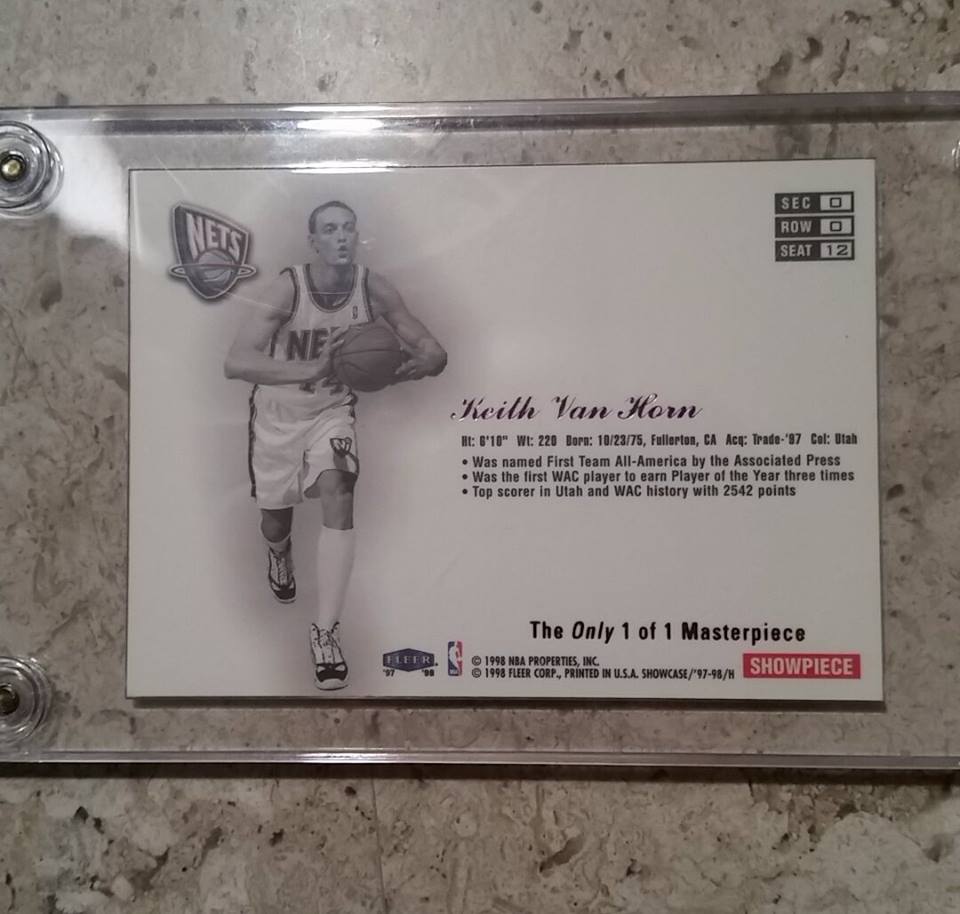 NETS
SEC 0
ROW 0
SEAT 12
NE
Keith Van Horn
Ht: 6'10" Wt: 220 Born: 10/23/75, Fullerton, CA Acq: Trade-'97 Col: Utah
• Was named First Team All-America by the Associated Press
• Was the first WAC player to earn Player of the Year three times
• Top scorer in Utah and WAC history with 2542 points
The Only 1 of 1 Masterpiece
FLEER
'97 '98
© 1998 NBA PROPERTIES, INC.
© 1998 FLEER CORP., PRINTED IN U.S.A. SHOWCASE/'97-98/H
SHOWPIECE